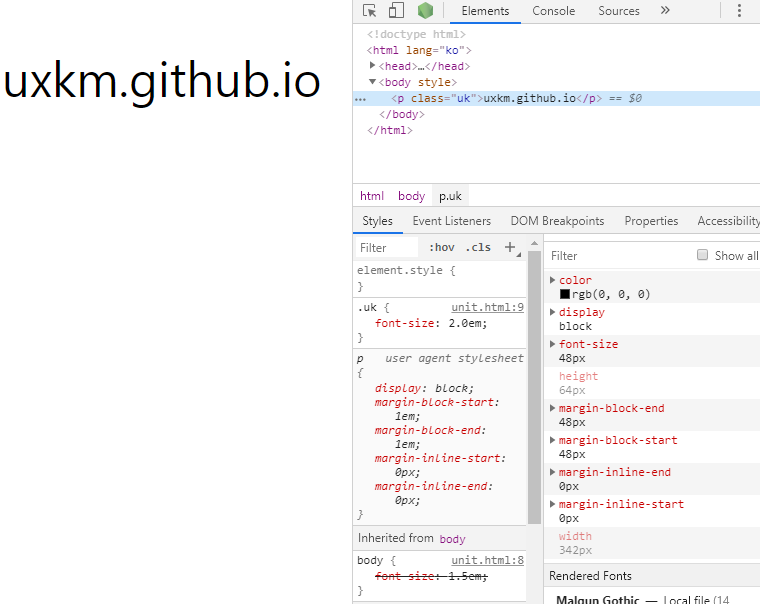 uxkm.github.io
Elements Console Sources »
<!doctype html>
<html lang="ko">
<head>…</head>
<body style>
<p class="uk">uxkm.github.io</p> == $0
</body>
</html>
html body p.uk
Styles Event Listeners DOM Breakpoints Properties Accessibility
Filter :hov .cls +
element.style {
}
.uk { unit.html:9
font-size: 2.0em;
}
p user agent stylesheet
{
display: block;
margin-block-start:
1em;
margin-block-end:
1em;
margin-inline-start:
0px;
margin-inline-end:
0px;
}
Inherited from body
body { unit.html:8
font-size: 1.5em;
}
Filter Show all
color
rgb(0, 0, 0)
display
block
font-size
48px
height
64px
margin-block-end
48px
margin-block-start
48px
margin-inline-end
0px
margin-inline-start
0px
width
342px
Rendered Fonts
Malgun Gothic — Local file (14